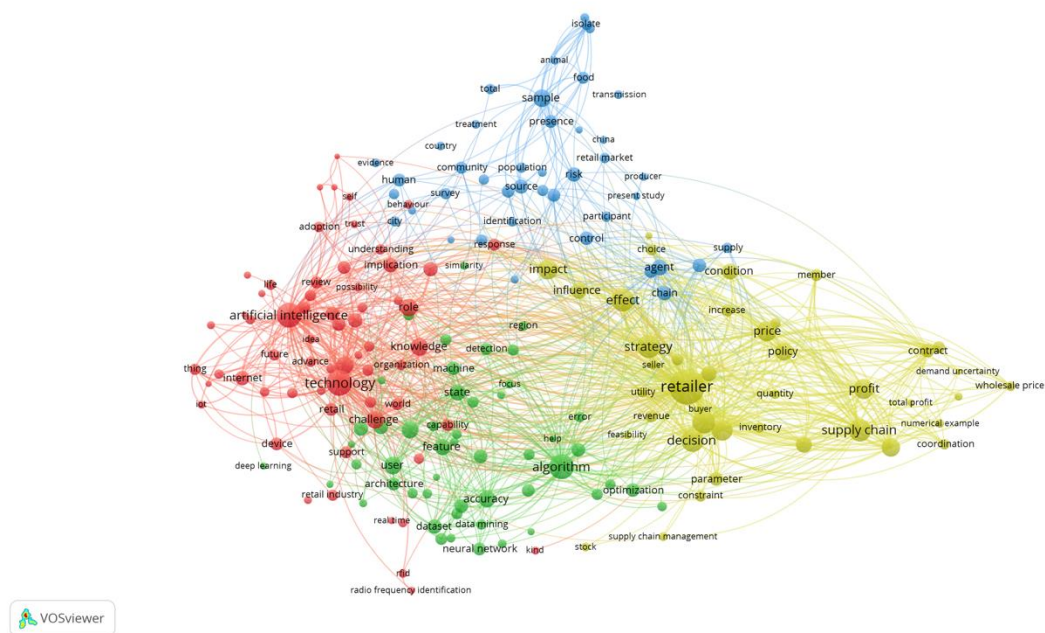 isolate
animal
food
total
sample
transmission
presence
treatment
china
country
retail market
evidence
community
population
risk
producer
human
source
survey
present study
self
behaviour
participant
adoption
trust
city
identification
control
understanding
response
choice
supply
implication
similarity
impact
agent
condition
member
life
review
possibility
influence
effect
chain
increase
artificial intelligence
role
region
price
idea
knowledge
detection
strategy
policy
contract
future
advance
organization
machine
seller
demand uncertainty
thing
internet
technology
state
focus
utility
retailer
quantity
profit
wholesale price
iot
retail
world
buyer
total profit
challenge
capability
error
revenue
inventory
supply chain
numerical example
device
support
feature
help
feasibility
decision
coordination
deep learning
user
algorithm
architecture
parameter
retail industry
accuracy
optimization
constraint
real time
dataset
data mining
supply chain management
neural network
kind
stock
rfid
radio frequency identification
VOSviewer